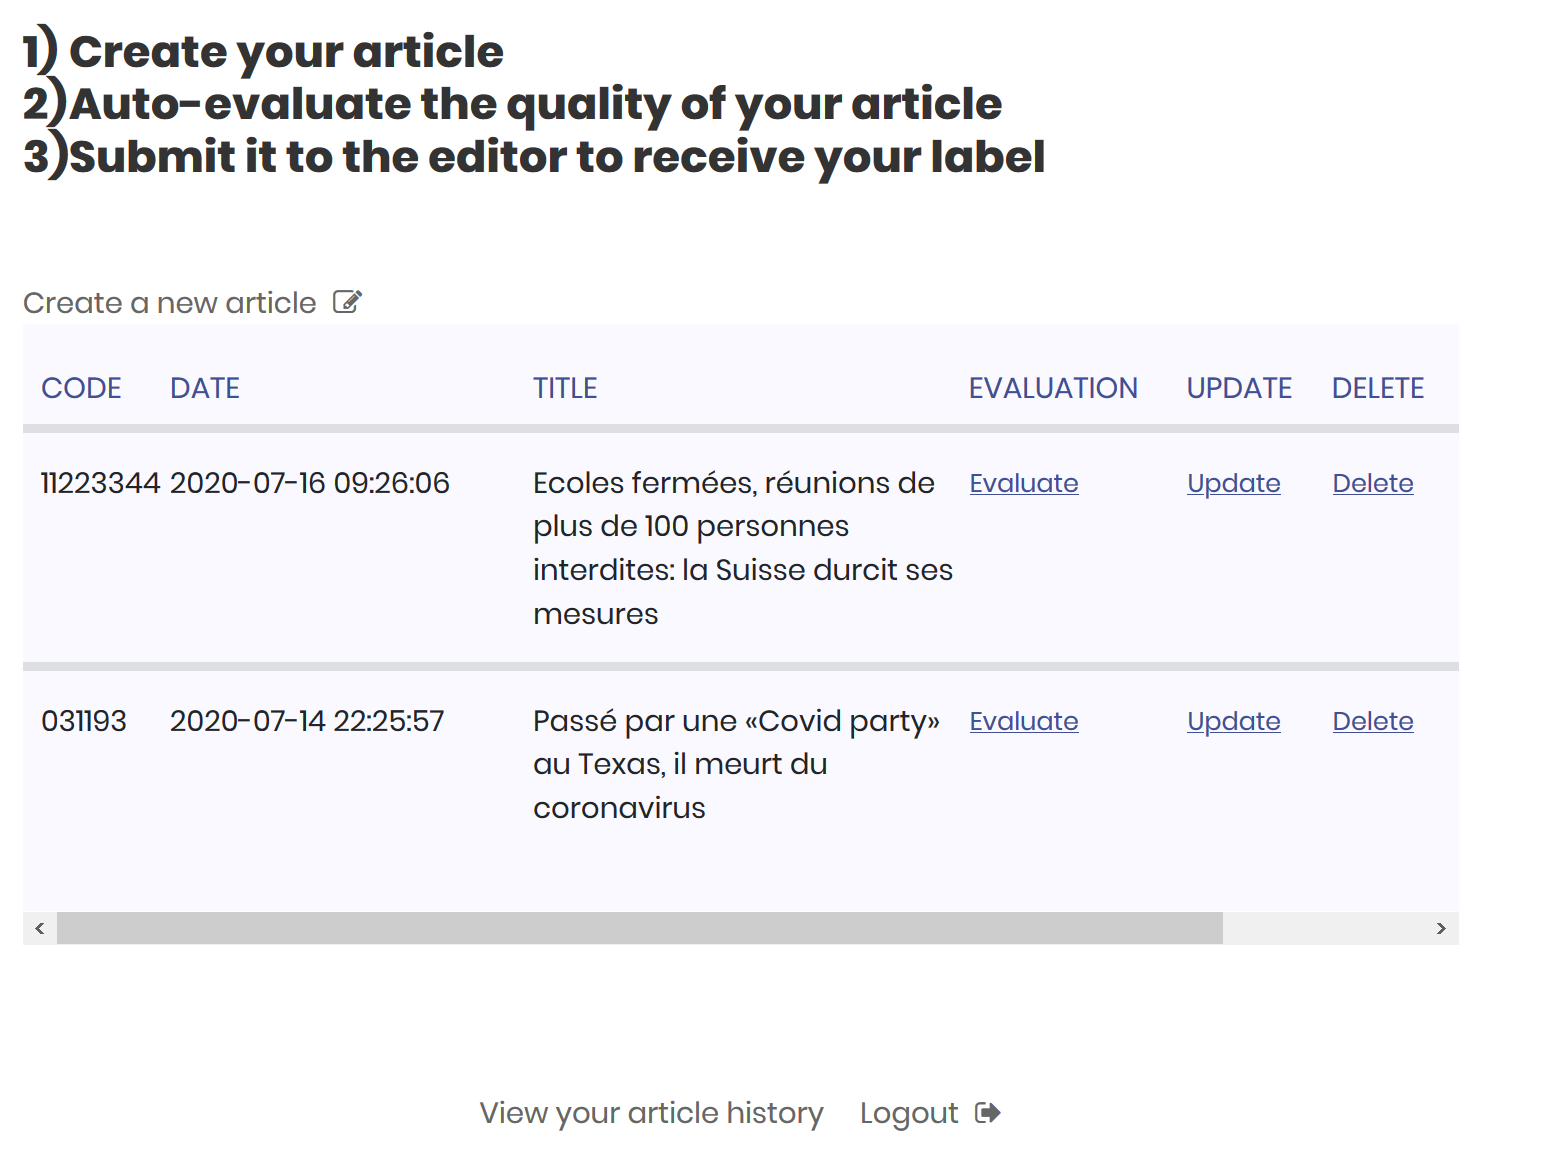 1) Create your article
2)Auto-evaluate the quality of your article
3)Submit it to the editor to receive your label
Create a new article
CODE DATE TITLE EVALUATION UPDATE DELETE
11223344 2020-07-16 09:26:06 Ecoles fermées, réunions de Evaluate Update Delete
plus de 100 personnes
interdites: la Suisse durcit ses
mesures
031193 2020-07-14 22:25:57 Passé par une «Covid party» Evaluate Update Delete
au Texas, il meurt du
coronavirus
View your article history Logout